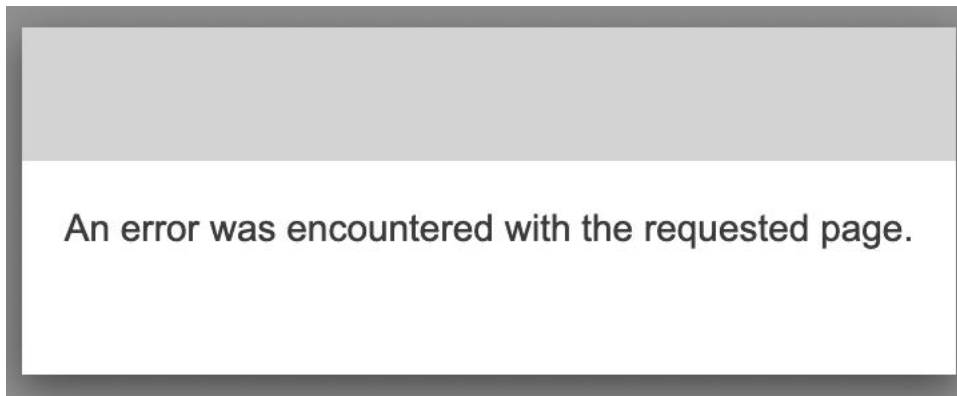 An error was encountered with the requested page.